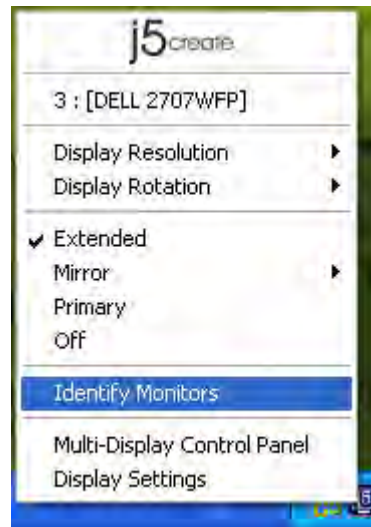 j5create
3 : [DELL 2707WFP]
Display Resolution
Display Rotation
Extended
Mirror
Primary
Off
Identify Monitors
Multi-Display Control Panel
Display Settings